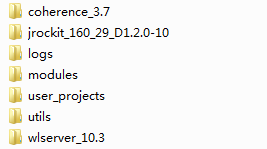 coherence_3.7
jrockit_160_29_D1.2.0-10
logs
modules
user_projects
utils
wlserver_10.3